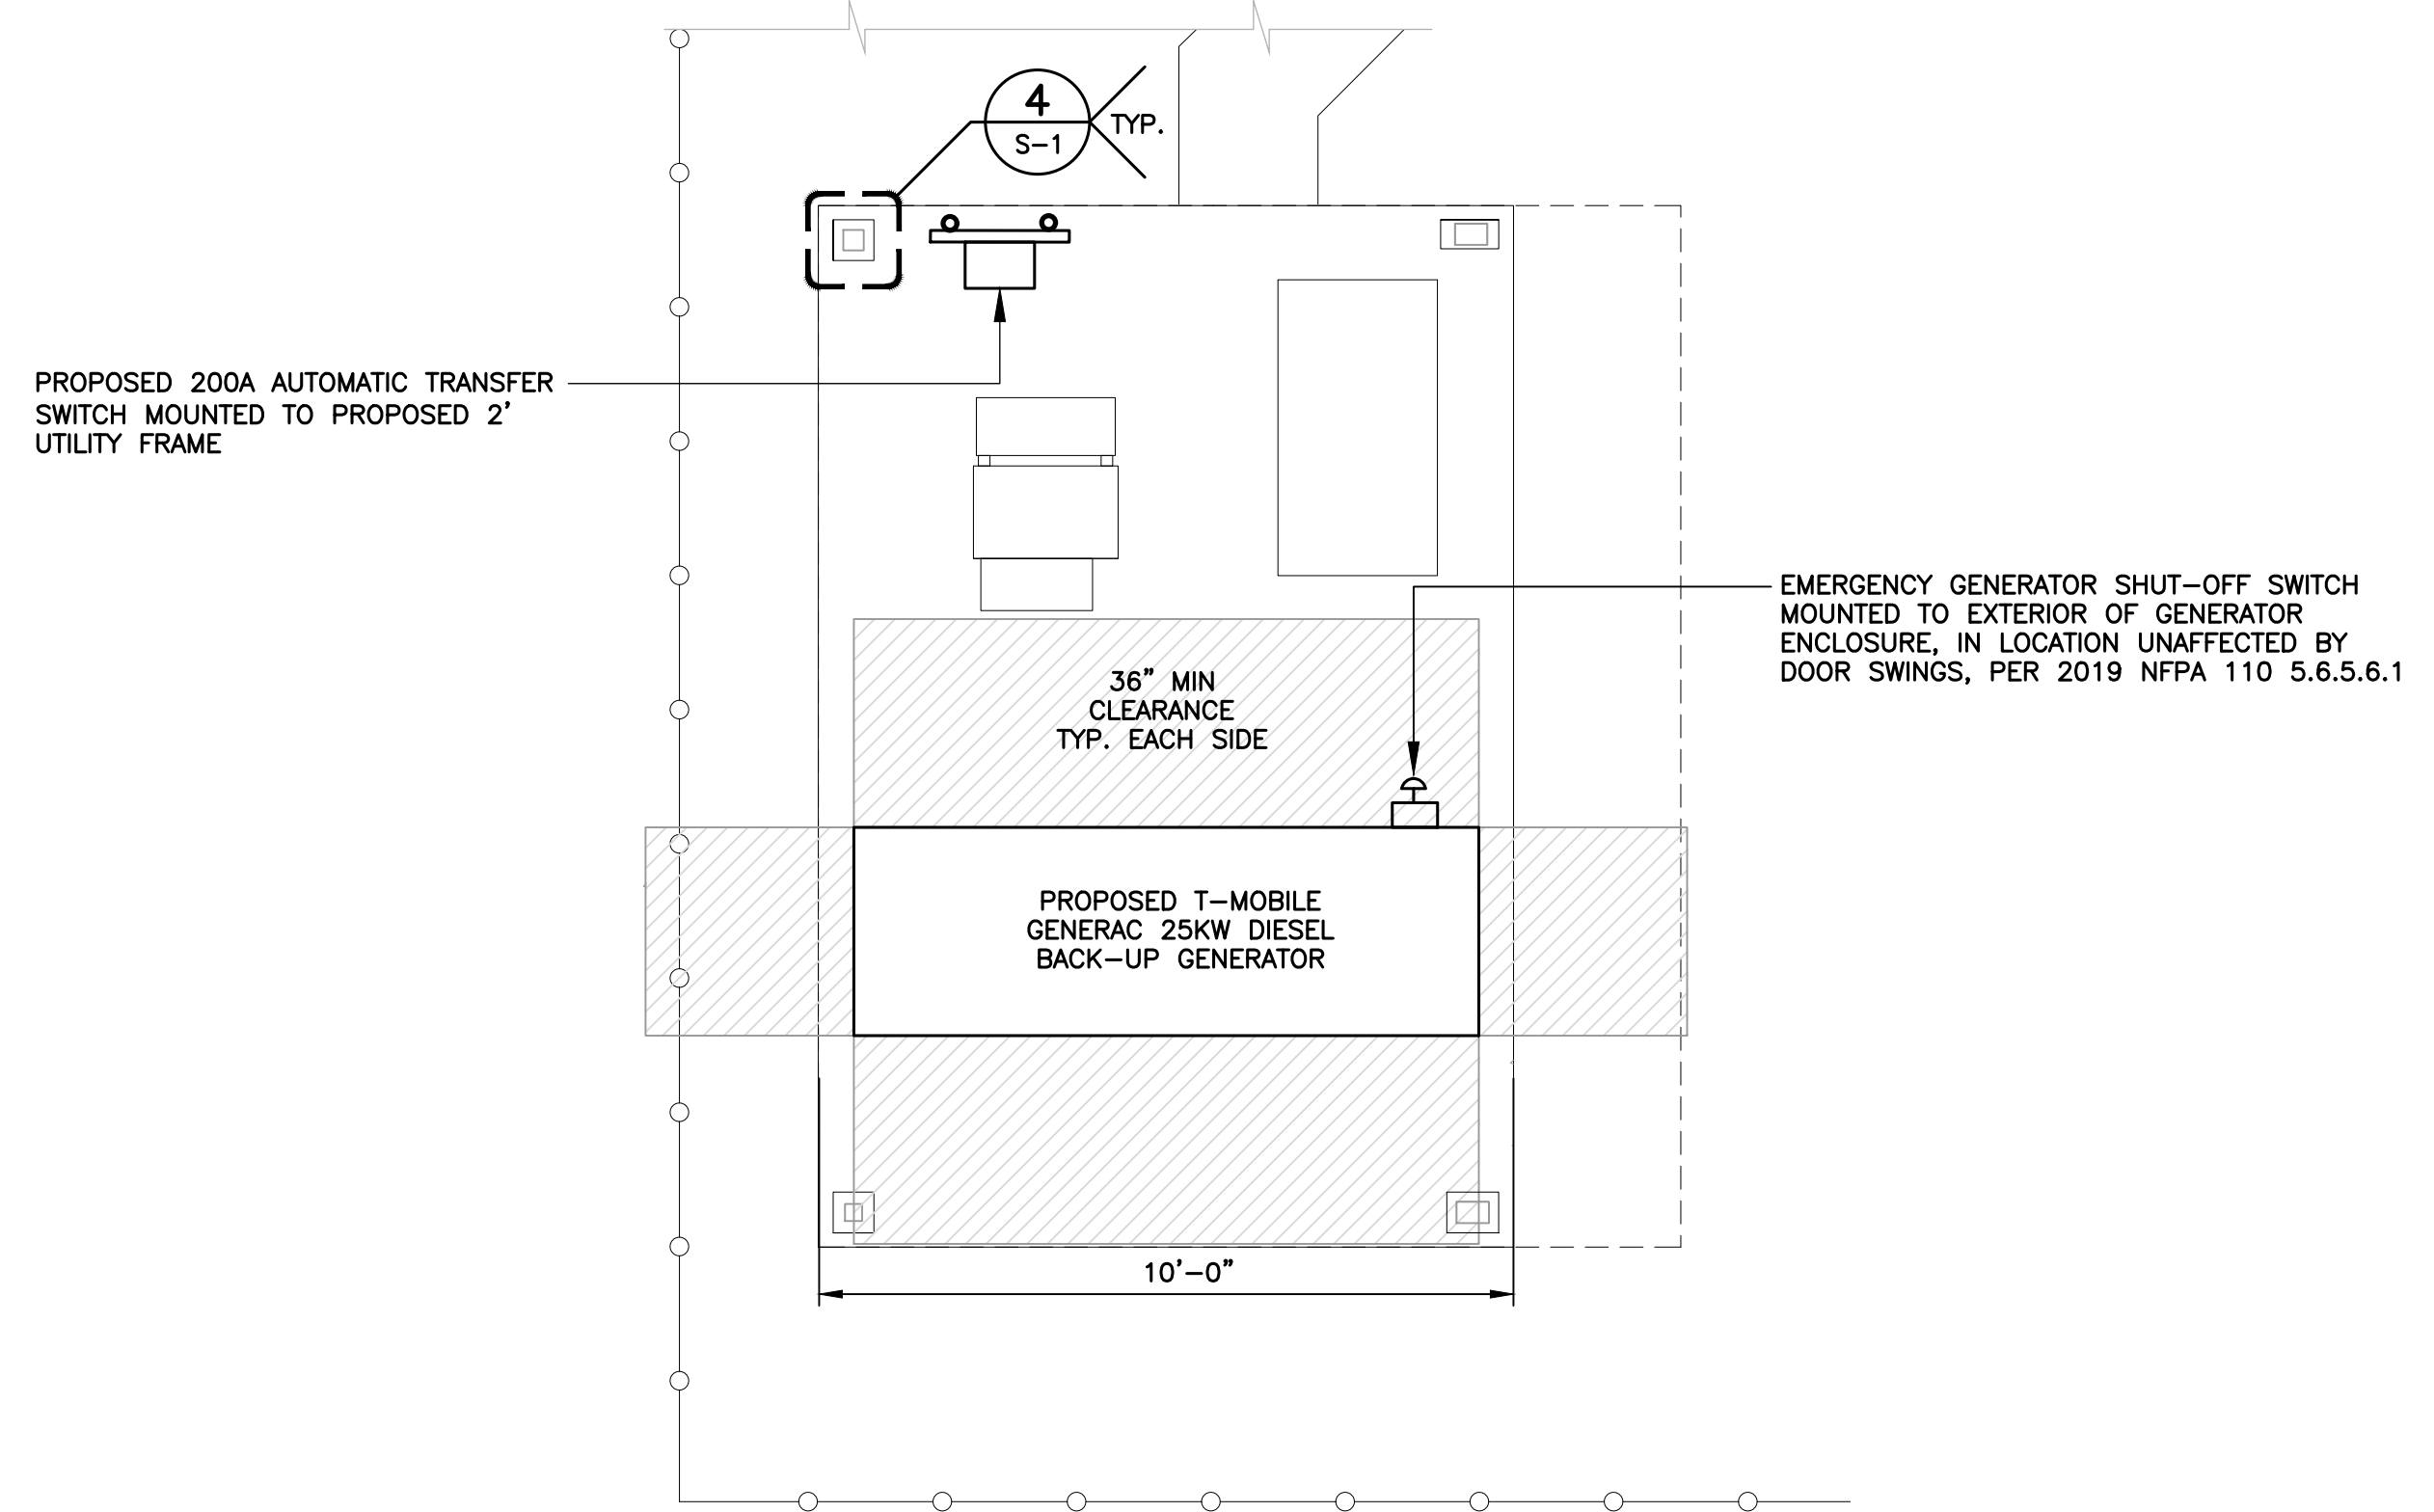 4
S-1
TYP.
PROPOSED 200A AUTOMATIC TRANSFER
SWITCH MOUNTED TO PROPOSED 2'
UTILITY FRAME
EMERGENCY GENERATOR SHUT-OFF SWITCH
MOUNTED TO EXTERIOR OF GENERATOR
ENCLOSURE, IN LOCATION UNAFFECTED BY
DOOR SWINGS, PER 2019 NFPA 110 5.6.5.6.1
36" MIN
CLEARANCE
TYP. EACH SIDE
PROPOSED T-MOBILE
GENERAC 25KW DIESEL
BACK-UP GENERATOR
10'-0"